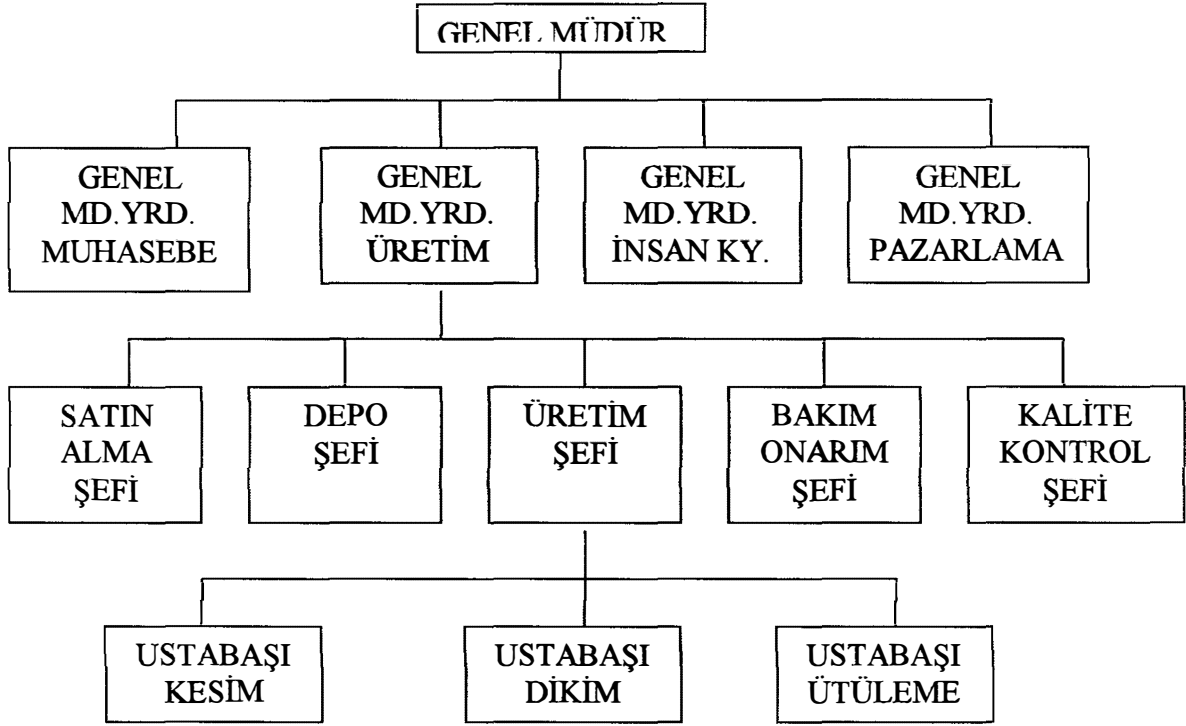 GENEL MÜDÜR
GENEL
MD.YRD.
MUHASEBE
GENEL
MD.YRD.
ÜRETİM
GENEL
MD.YRD.
İNSAN KY.
GENEL
MD.YRD.
PAZARLAMA
SATIN
ALMA
ŞEFİ
DEPO
ŞEFİ
ÜRETİM
ŞEFİ
BAKIM
ONARIM
ŞEFİ
KALİTE
KONTROL
ŞEFİ
USTABAŞI
KESİM
USTABAŞI
DİKİM
USTABAŞI
ÜTÜLEME